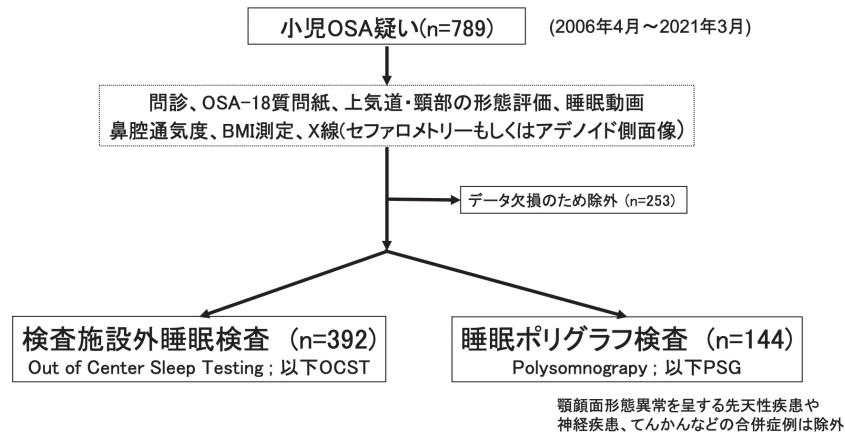 小児OSA疑い(n=789)
(2006年4月～2021年3月)
問診、OSA-18質問紙、上気道・頸部の形態評価、睡眠動画
鼻腔通気度、BMI測定、X線(セファロメトリーもしくはアデノイド側面像)
データ欠損のため除外 (n=253)
検査施設外睡眠検査 (n=392)
Out of Center Sleep Testing ; 以下OCST
睡眠ポリグラフ検査 (n=144)
Polysomnograpy ; 以下PSG
顎顔面形態異常を呈する先天性疾患や
神経疾患、てんかんなどの合併症例は除外